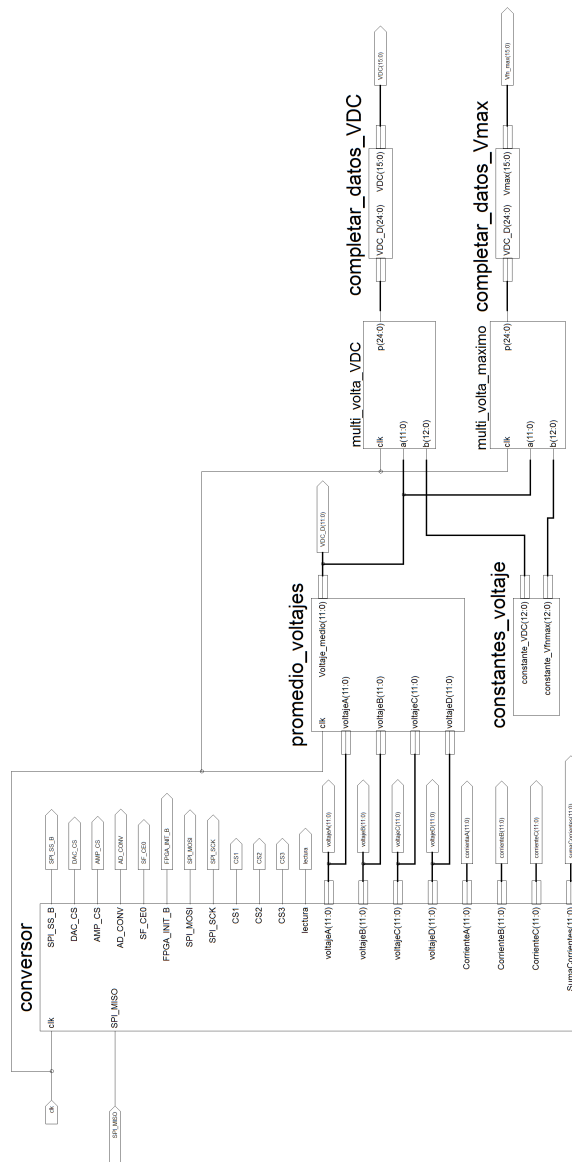 conversor
clk
clk
SPI_MISO
SPI_MISO
SPI_SS_B
SPI_SS_B
DAC_CS
DAC_CS
AMP_CS
AMP_CS
AD_CONV
AD_CONV
SF_CE0
SF_CE0
FPGA_INIT_B
FPGA_INIT_B
SPI_MOSI
SPI_MOSI
SPI_SCK
SPI_SCK
CS1
CS1
CS2
CS2
CS3
CS3
lectura
lectura
voltajeA(11:0)
voltajeA(11:0)
voltajeB(11:0)
voltajeB(11:0)
voltajeC(11:0)
voltajeC(11:0)
voltajeD(11:0)
voltajeD(11:0)
CorrienteA(11:0)
corrienteA(11:0)
CorrienteB(11:0)
corrienteB(11:0)
CorrienteC(11:0)
corrienteC(11:0)
SumaCorrientes(11:0)
promedio_voltajes
clk
Voltaje_medio(11:0)
voltajeA(11:0)
voltajeB(11:0)
voltajeC(11:0)
voltajeD(11:0)
VDC_D(11:0)
constantes_voltaje
constante_VDC(12:0)
constante_Vfnmax(12:0)
multi_volta_VDC
clk
p(24:0)
a(11:0)
b(12:0)
multi_volta_maximo
clk
p(24:0)
a(11:0)
b(12:0)
completar_datos_VDC
VDC_D(24:0)
VDC(15:0)
VDC(15:0)
completar_datos_Vmax
VDC_D(24:0)
Vmax(15:0)
Vfn_max(15:0)